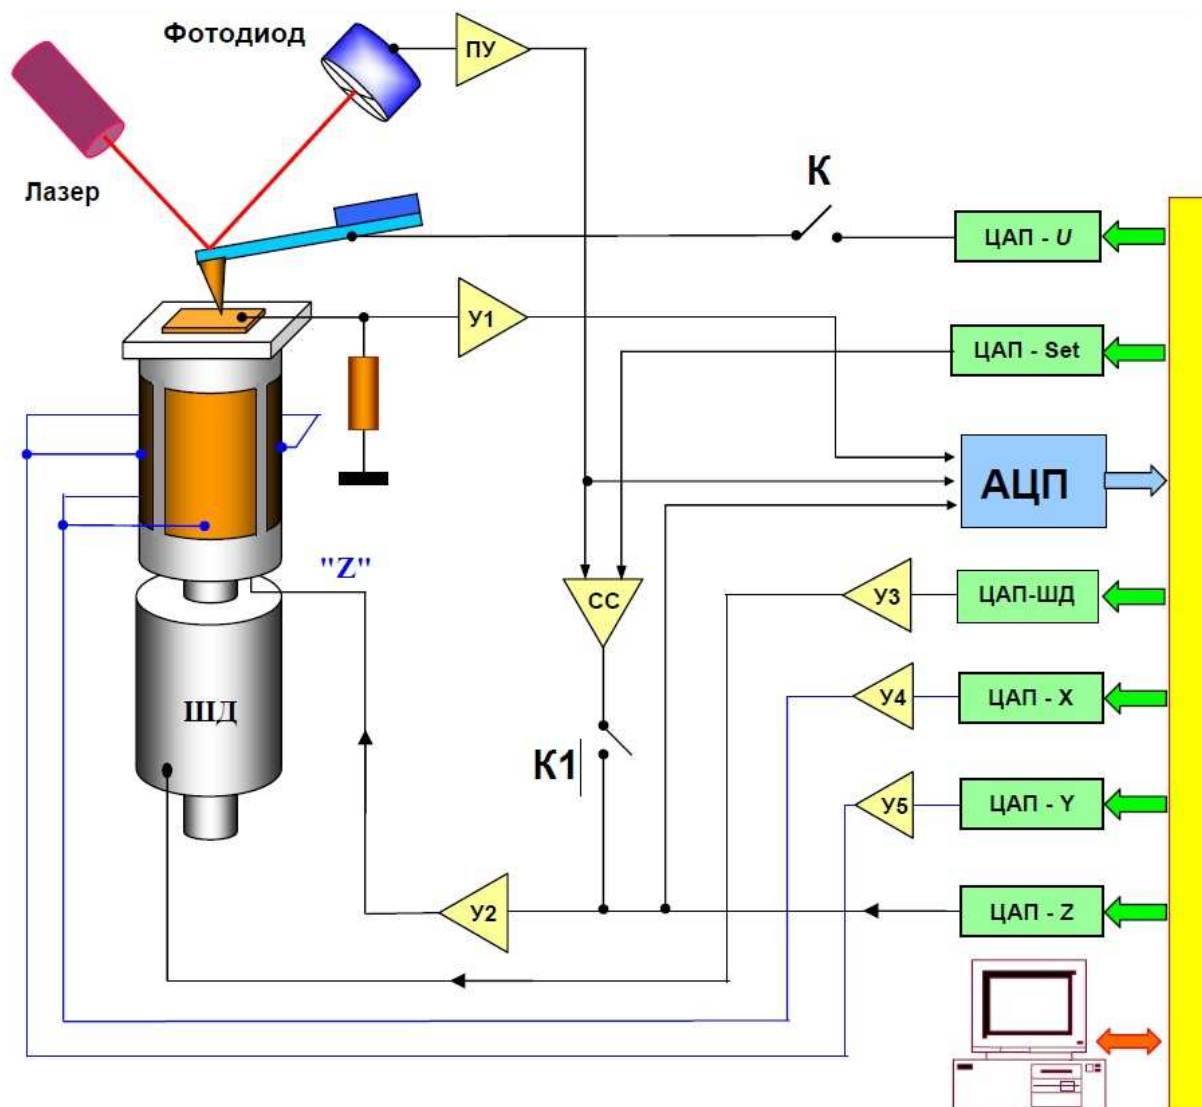 Фотодиод
ПУ
Лазер
К
ЦАП - U
У1
ЦАП - Set
АЦП
"Z"
СС
У3
ЦАП-ШД
ШД
У4
ЦАП - X
К1
У5
ЦАП - Y
У2
ЦАП - Z